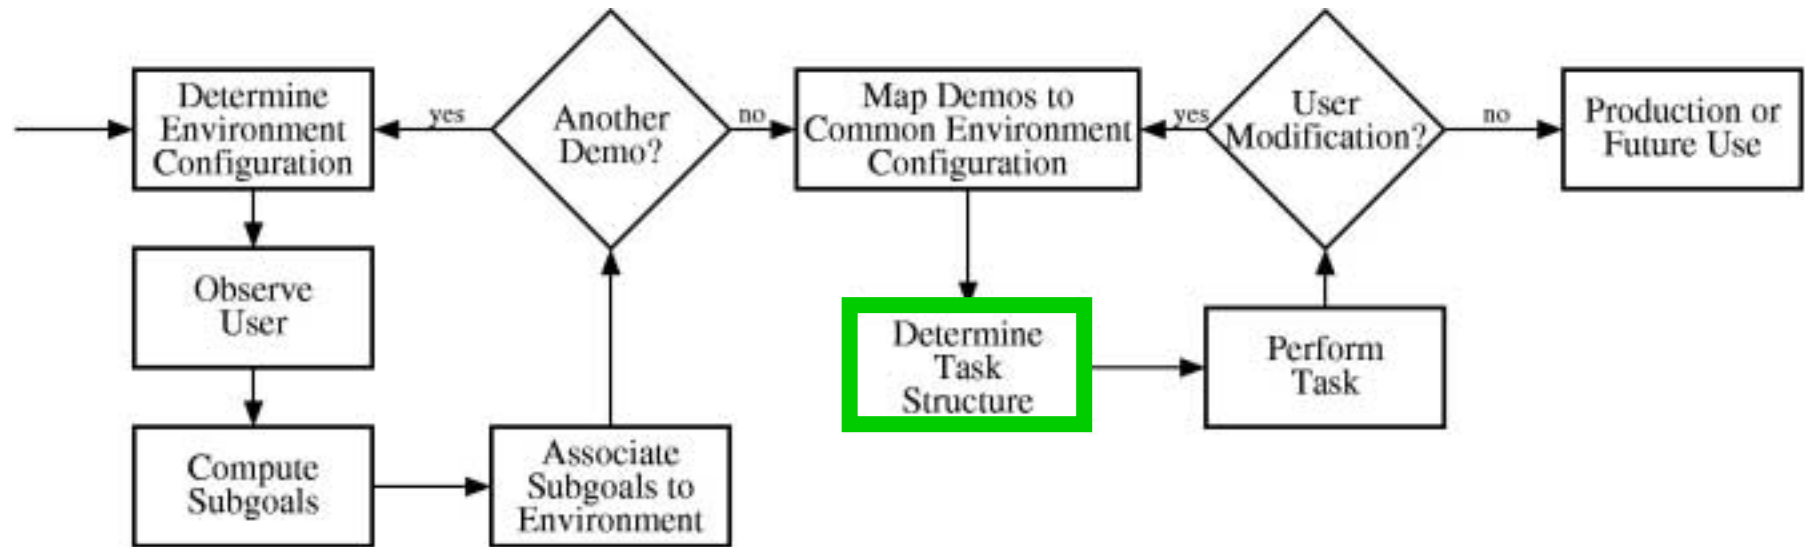 Determine
Environment
Configuration
yes
Another
Demo?
no
Map Demos to
Common Environment
Configuration
yes
User
Modification?
no
Production or
Future Use
Observe
User
Determine
Task
Structure
Perform
Task
Compute
Subgoals
Associate
Subgoals to
Environment